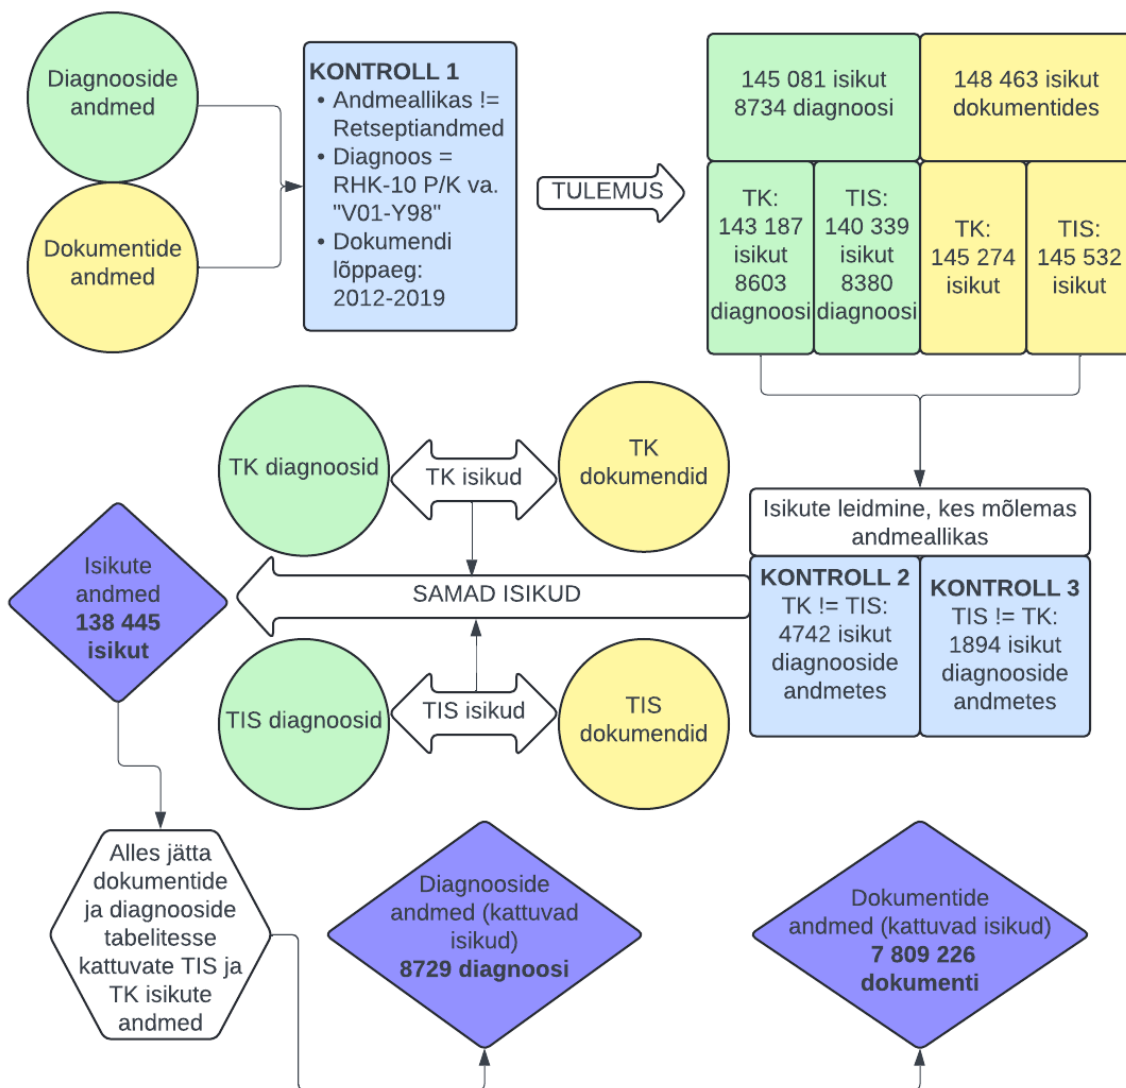 Diagnooside
andmed
Dokumentide
andmed
KONTROLL 1
• Andmeallikas !=
Retseptiandmed
• Diagnoos =
RHK-10 P/K va.
"V01-Y98"
• Dokumendi
lõppaeg:
2012-2019
TULEMUS
145 081 isikut
8734 diagnoosi
148 463 isikut
dokumentides
TK:
143 187
isikut
8603
diagnoosi
TIS:
140 339
isikut
8380
diagnoosi
TK:
145 274
isikut
TIS:
145 532
isikut
TK diagnoosid
TK isikud
TK
dokumendid
Isikute leidmine, kes mõlemas
andmeallikas
KONTROLL 2
TK != TIS:
4742 isikut
diagnooside
andmetes
KONTROLL 3
TIS != TK:
1894 isikut
diagnooside
andmetes
SAMAD ISIKUD
Isikute
andmed
138 445
isikut
TIS diagnoosid
TIS isikud
TIS
dokumendid
Alles jätta
dokumentide
ja diagnooside
tabelitesse
kattuvate TIS ja
TK isikute
andmed
Diagnooside
andmed (kattuvad
isikud)
8729 diagnoosi
Dokumentide
andmed (kattuvad isikud)
7 809 226
dokumenti